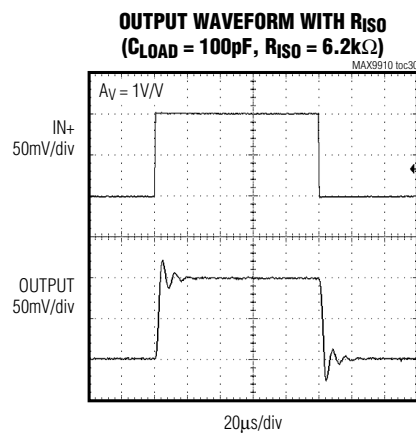 OUTPUT WAVEFORM WITH RISO
(CLOAD = 100pF, RISO = 6.2kΩ)
MAX9910 toc30
AV = 1V/V
IN+
50mV/div
OUTPUT
50mV/div
20μs/div